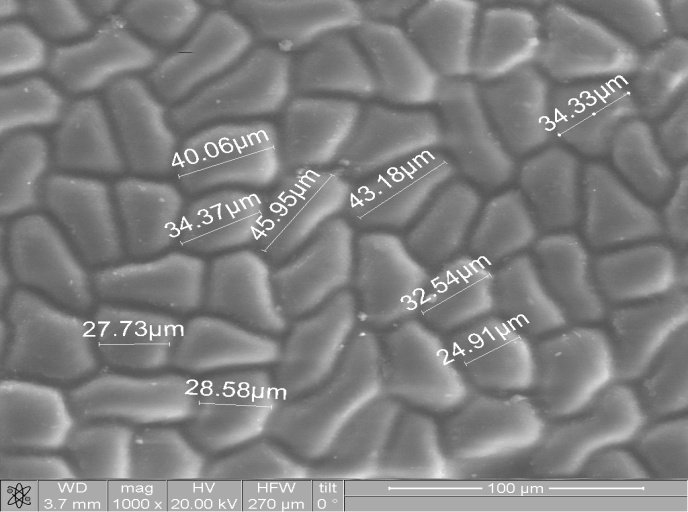 34.33µm
40.06µm
45.95µm
43.18µm
34.37µm
32.54µm
27.73µm
24.91µm
28.58µm
WD mag HV HFW tilt
3.7 mm 1000 x 20.00 kV 270 µm 0 °
100 µm